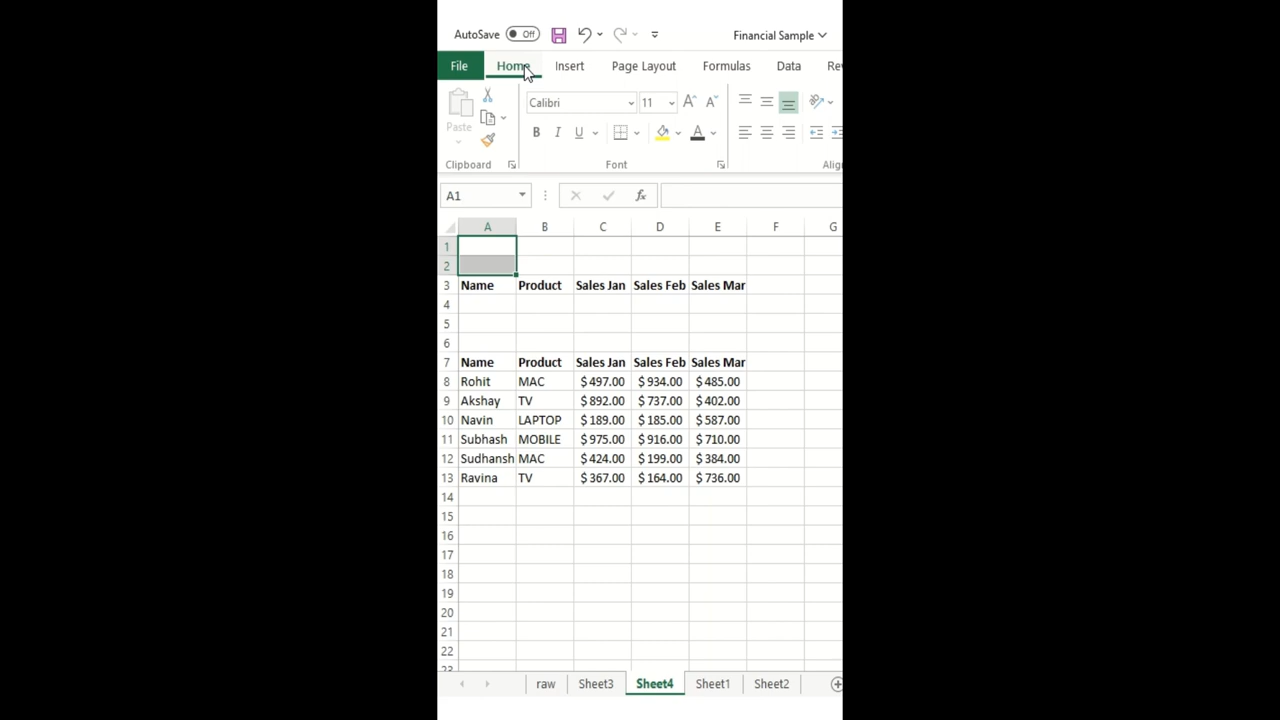 AutoSave Off Financial Sample
File Home Insert Page Layout Formulas Data Re
Paste Calibri 11
B I U A
Clipboard Font Alig
A1 fx
A B C D E F G
1
2
3 Name Product Sales Jan Sales Feb Sales Mar
4
5
6
7 Name Product Sales Jan Sales Feb Sales Mar
8 Rohit MAC $ 497.00 $ 934.00 $ 485.00
9 Akshay TV $ 892.00 $ 737.00 $ 402.00
10 Navin LAPTOP $ 189.00 $ 185.00 $ 587.00
11 Subhash MOBILE $ 975.00 $ 916.00 $ 710.00
12 Sudhansh MAC $ 424.00 $ 199.00 $ 384.00
13 Ravina TV $ 367.00 $ 164.00 $ 736.00
14
15
16
17
18
19
20
21
22
23
raw Sheet3 Sheet4 Sheet1 Sheet2